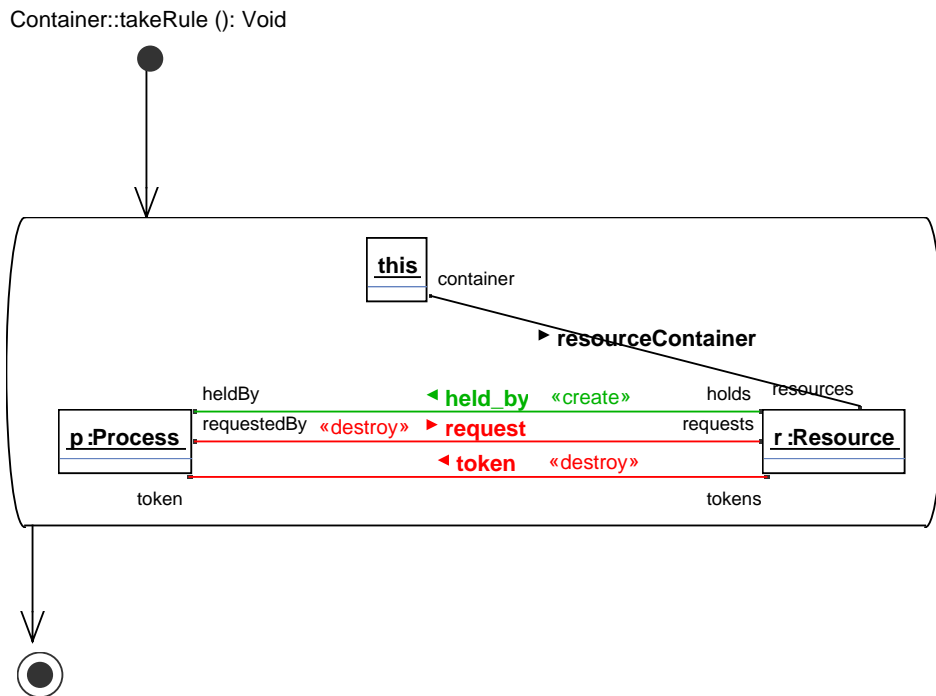 Container::takeRule (): Void
this
container
► resourceContainer
resources
heldBy ◄ held_by «create» holds
p :Process
requestedBy «destroy» ► request requests
r :Resource
◄ token «destroy»
token tokens